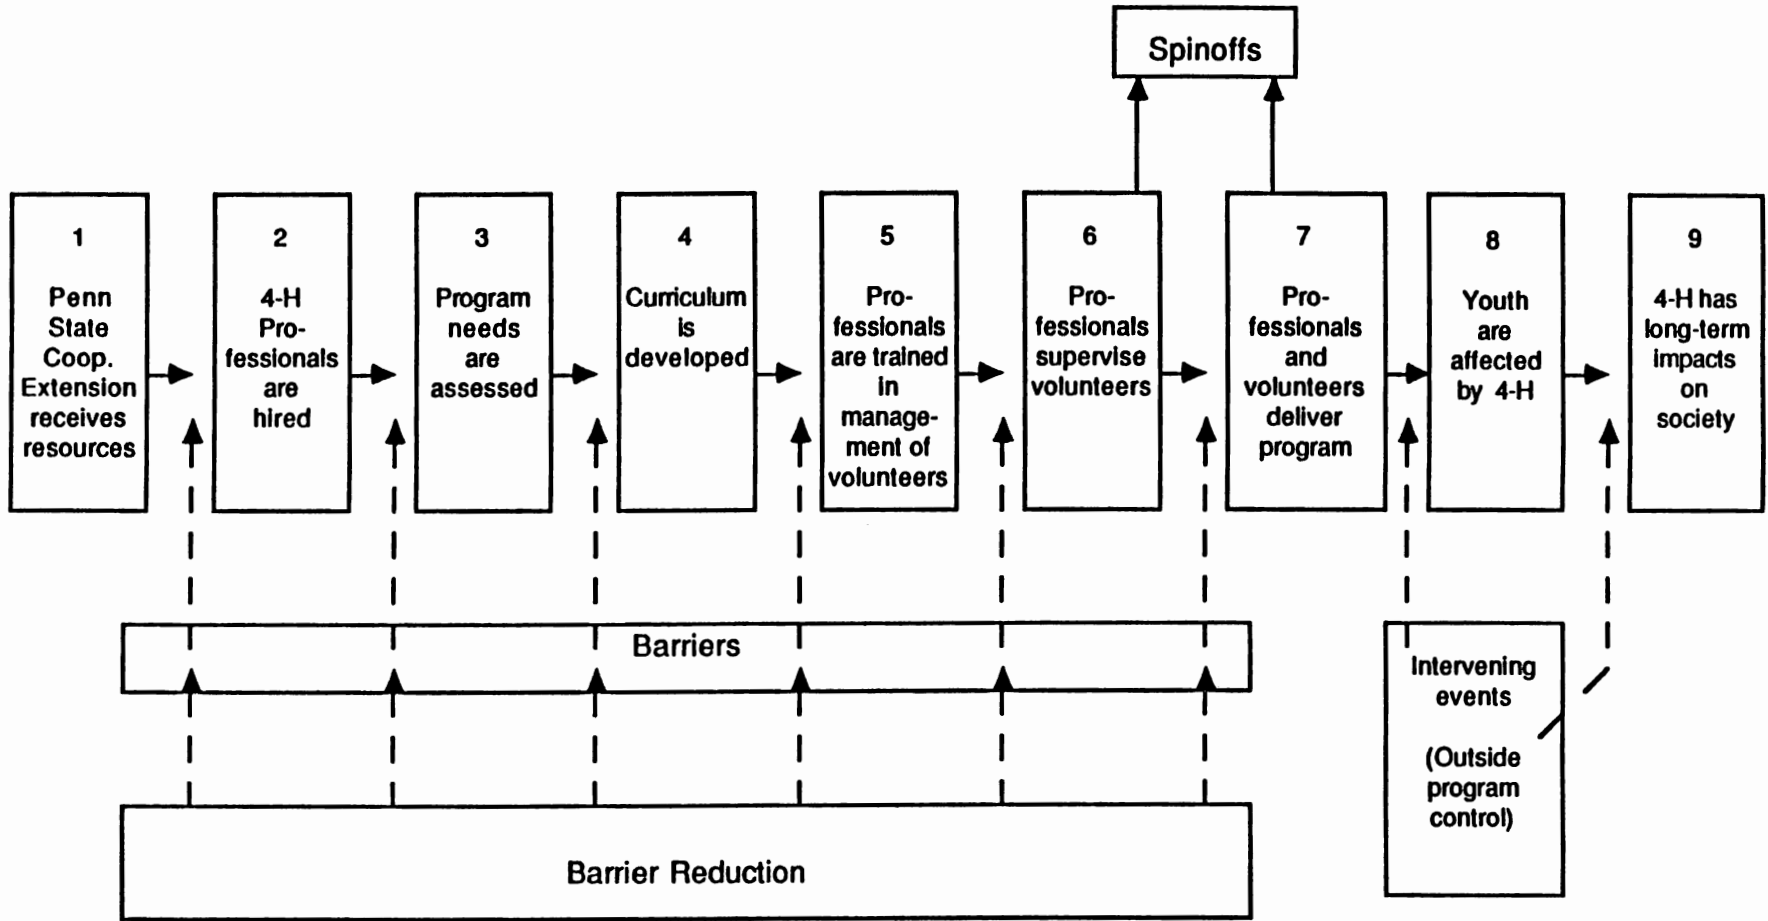 Spinoffs
1
Penn
State
Coop.
Extension
receives
resources
2
4-H
Pro-
fessionals
are
hired
3
Program
needs
are
assessed
4
Curriculum
is
developed
5
Pro-
fessionals
are trained
in
manage-
ment of
volunteers
6
Pro-
fessionals
supervise
volunteers
7
Pro-
fessionals
and
volunteers
deliver
program
8
Youth
are
affected
by 4-H
9
4-H has
long-term
impacts
on
society
Barriers
Intervening
events
(Outside
program
control)
Barrier Reduction